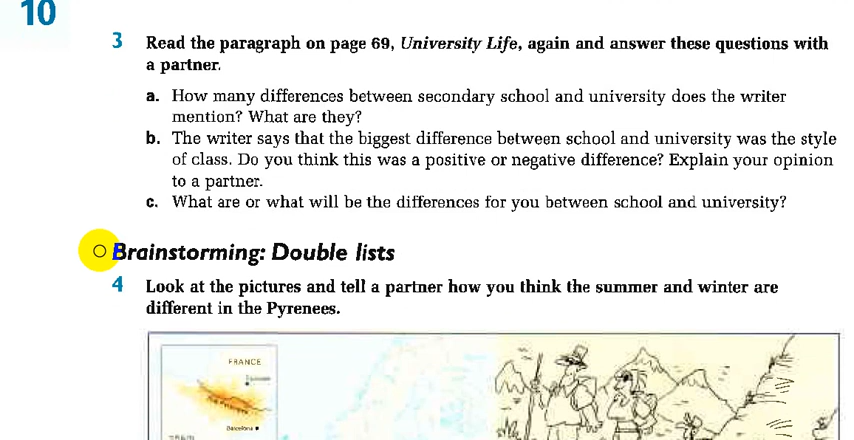 10
3 Read the paragraph on page 69, University Life, again and answer these questions with
a partner.
a. How many differences between secondary school and university does the writer
mention? What are they?
b. The writer says that the biggest difference between school and university was the style
of class. Do you think this was a positive or negative difference? Explain your opinion
to a partner.
c. What are or what will be the differences for you between school and university?
Brainstorming: Double lists
4 Look at the pictures and tell a partner how you think the summer and winter are
different in the Pyrenees.
FRANCE
Barcelona